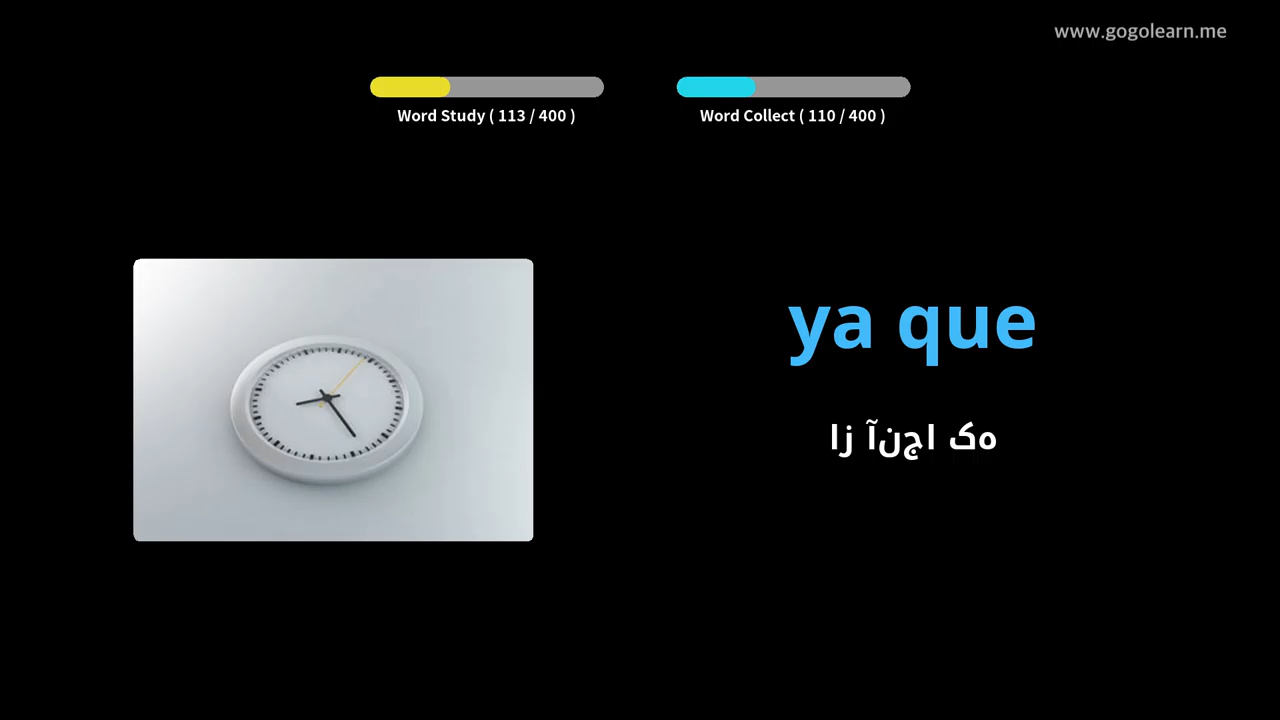 www.gogolearn.me
Word Study ( 113 / 400 )
Word Collect ( 110 / 400 )
ya que
از آنجا که